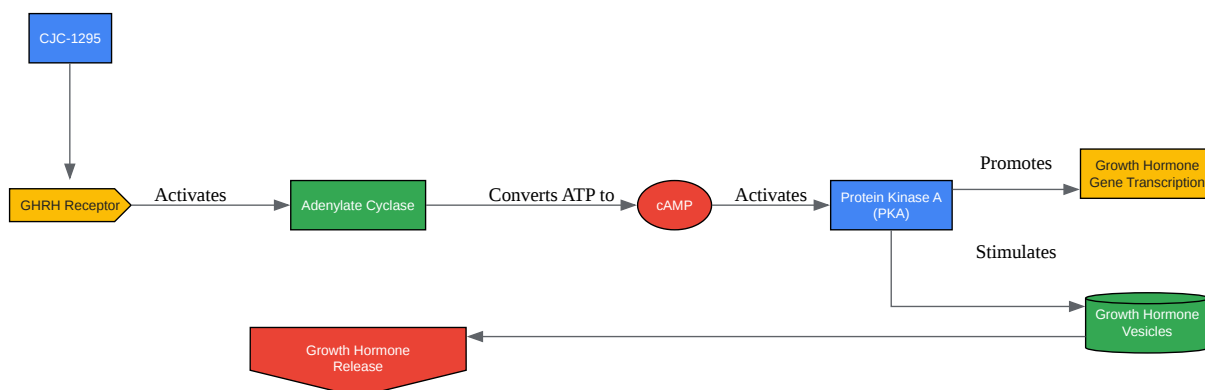 CJC-1295
GHRH Receptor
Activates
Adenylate Cyclase
Converts ATP to
cAMP
Activates
Protein Kinase A
(PKA)
Promotes
Growth Hormone
Gene Transcription
Stimulates
Growth Hormone
Vesicles
Growth Hormone
Release